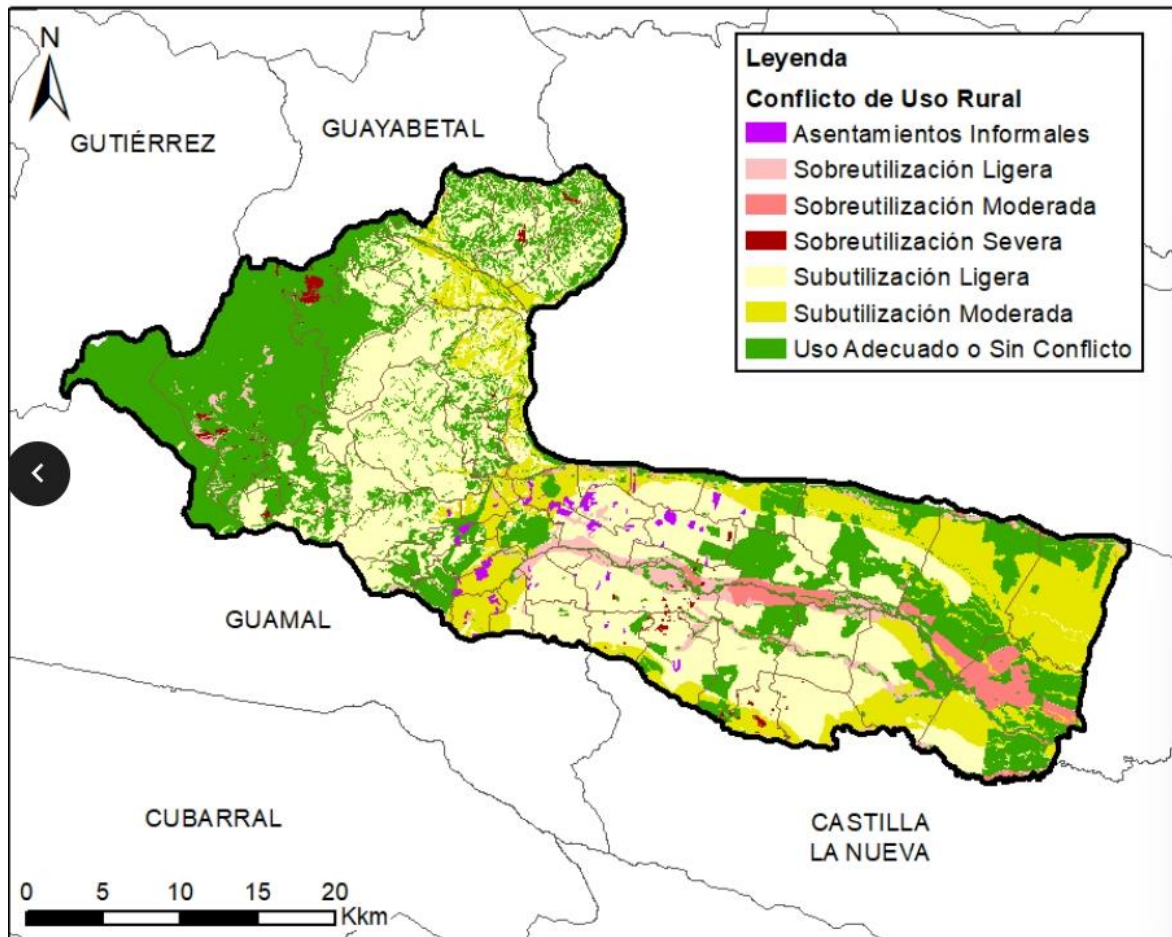 N
GUTIÉRREZ
GUAYABETAL
Leyenda
Conflicto de Uso Rural
Asentamientos Informales
Sobreutilización Ligera
Sobreutilización Moderada
Sobreutilización Severa
Subutilización Ligera
Subutilización Moderada
Uso Adecuado o Sin Conflicto
GUAMAL
CUBARRAL
CASTILLA
LA NUEVA
0 5 10 15 20
Kkm